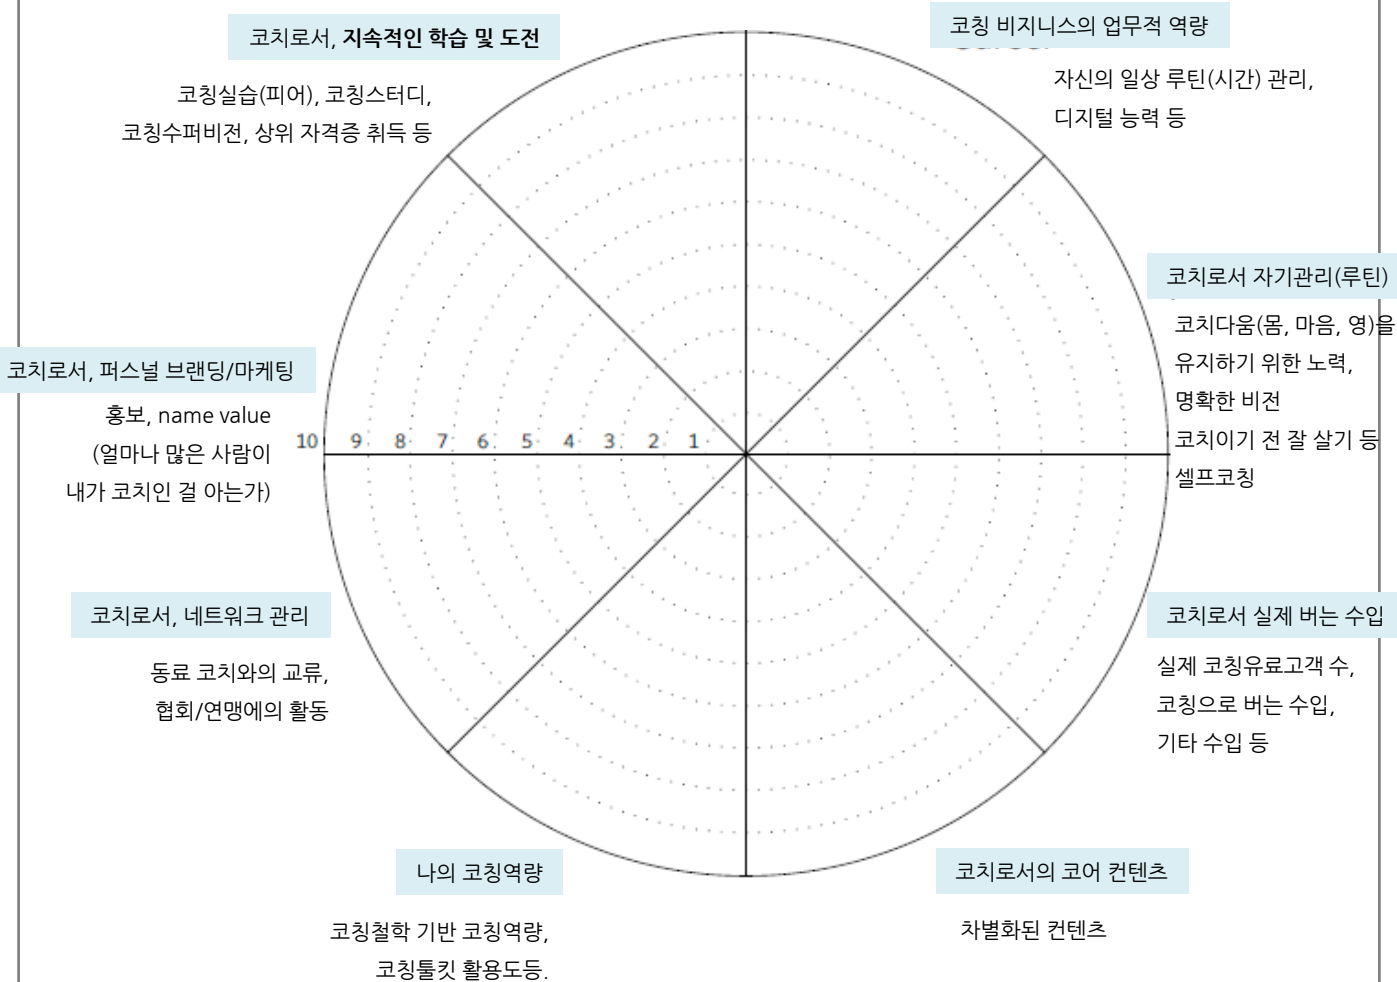 코치로서, 지속적인 학습 및 도전
코칭실습(피어), 코칭스터디,
코칭수퍼비전, 상위 자격증 취득 등
코칭 비지니스의 업무적 역량
자신의 일상 루틴(시간) 관리,
디지털 능력 등
코치로서 자기관리(루틴)
코치다움(몸, 마음, 영)을
유지하기 위한 노력,
명확한 비전
코치이기 전 잘 살기 등
셀프코칭
코치로서, 퍼스널 브랜딩/마케팅
홍보, name value
(얼마나 많은 사람이
내가 코치인 걸 아는가)
10 9 8 7 6 5 4 3 2 1
코치로서, 네트워크 관리
동료 코치와의 교류,
협회/연맹에의 활동
코치로서 실제 버는 수입
실제 코칭유료고객 수,
코칭으로 버는 수입,
기타 수입 등
나의 코칭역량
코칭철학 기반 코칭역량,
코칭툴킷 활용도등.
코치로서의 코어 컨텐츠
차별화된 컨텐츠